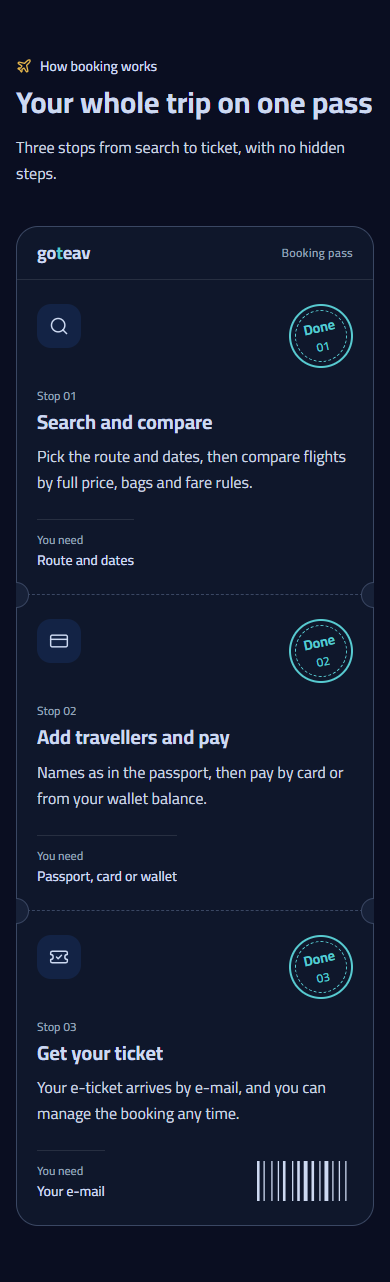 How booking works
Your whole trip on one pass
Three stops from search to ticket, with no hidden
steps.
goteav
Booking pass
Done
01
Stop 01
Search and compare
Pick the route and dates, then compare flights
by full price, bags and fare rules.
You need
Route and dates
Done
02
Stop 02
Add travellers and pay
Names as in the passport, then pay by card or
from your wallet balance.
You need
Passport, card or wallet
Done
03
Stop 03
Get your ticket
Your e-ticket arrives by e-mail, and you can
manage the booking any time.
You need
Your e-mail